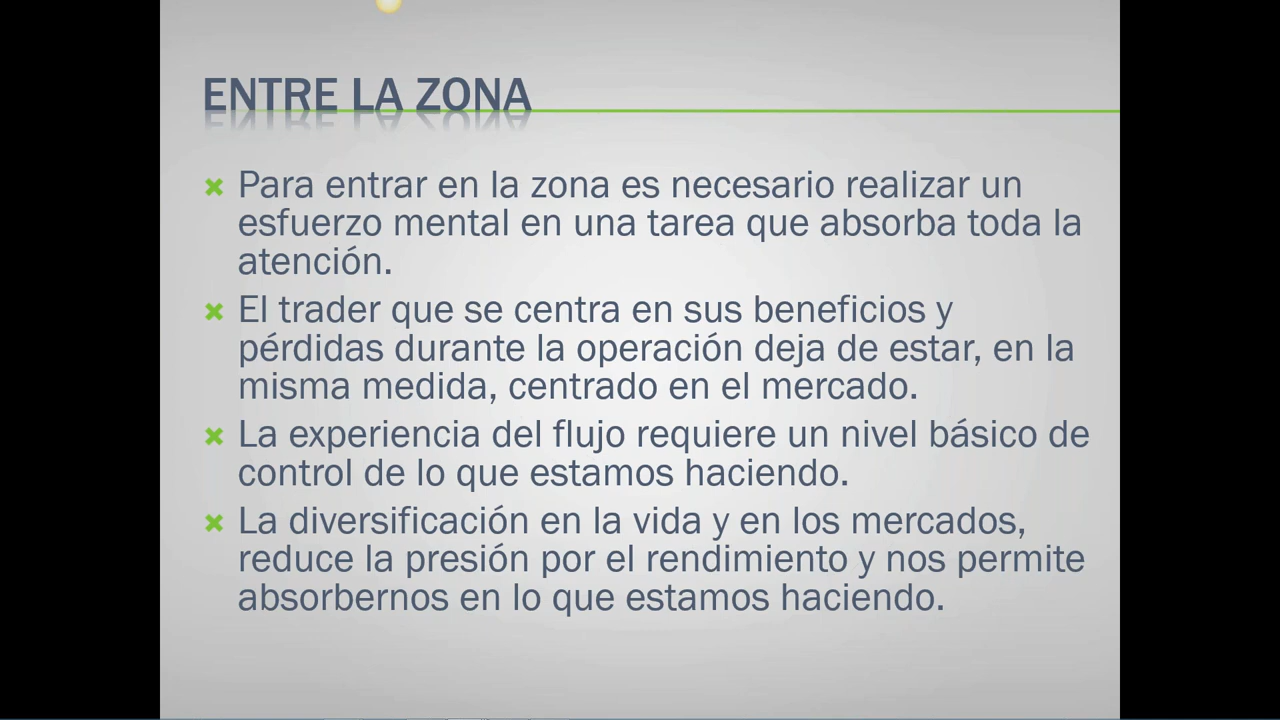 ENTRE LA ZONA
Para entrar en la zona es necesario realizar un
esfuerzo mental en una tarea que absorba toda la
atención.
El trader que se centra en sus beneficios y
pérdidas durante la operación deja de estar, en la
misma medida, centrado en el mercado.
La experiencia del flujo requiere un nivel básico de
control de lo que estamos haciendo.
La diversificación en la vida y en los mercados,
reduce la presión por el rendimiento y nos permite
absorbernos en lo que estamos haciendo.